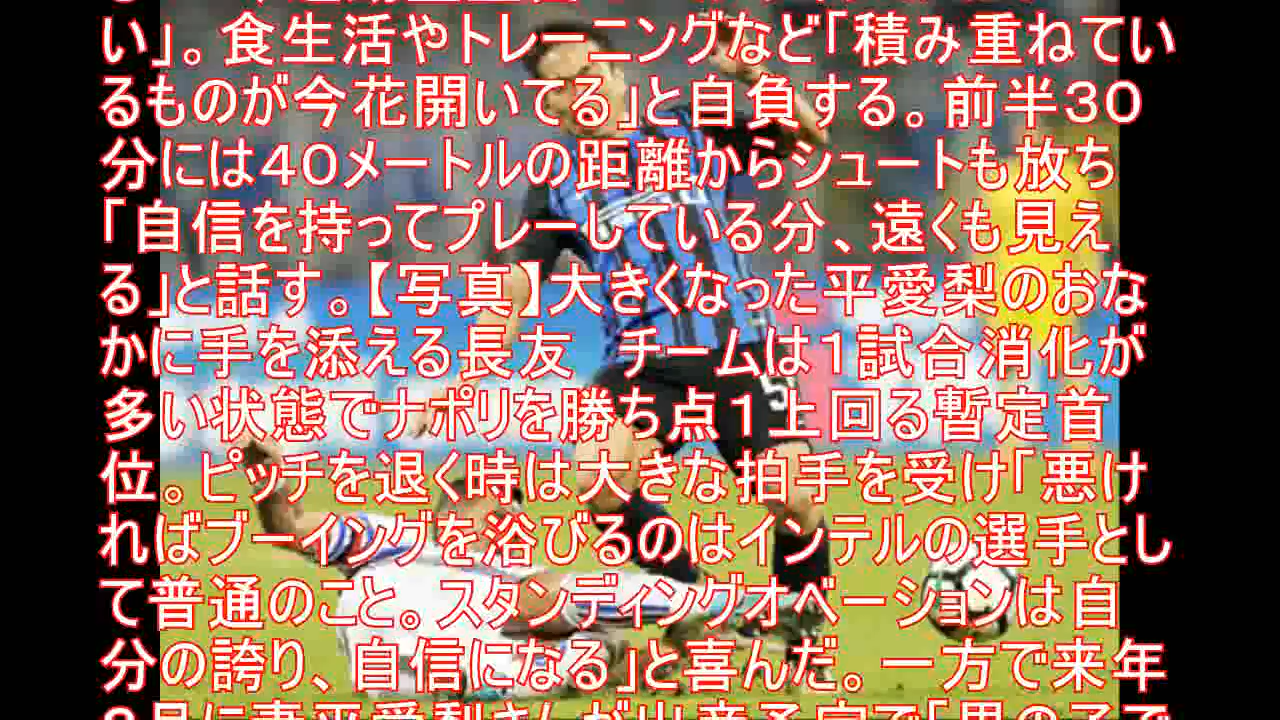 い」。食生活やトレーニングなど「積み重ねてい
るものが今花開いてる」と自負する。前半３０
分には４０メートルの距離からシュートも放ち
「自信を持ってプレーしている分、遠くも見え
る」と話す。【写真】大きくなった平愛梨のおな
かに手を添える長友　チームは１試合消化が
多い状態でナポリを勝ち点１上回る暫定首
位。ピッチを退く時は大きな拍手を受け「悪け
ればブーイングを浴びるのはインテルの選手とし
て普通のこと。スタンディングオベーションは自
分の誇り、自信になる」と喜んだ。一方で来年